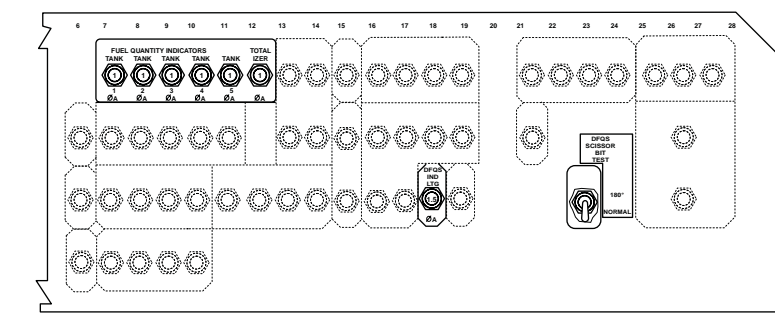 6 7 8 9 10 11 12 13 14 15 16 17 18 19 20 21 22 23 24 25 26 27 28
FUEL QUANTITY INDICATORS
TANK TANK TANK TANK TANK TOTAL
IZER
1 1 1 1 1 1
1 2 3 4 5
ØA ØA ØA ØA ØA ØA
DFQS
SCISSOR
BIT
TEST
180°
NORMAL
DFQS
IND
LTG
1.5
ØA